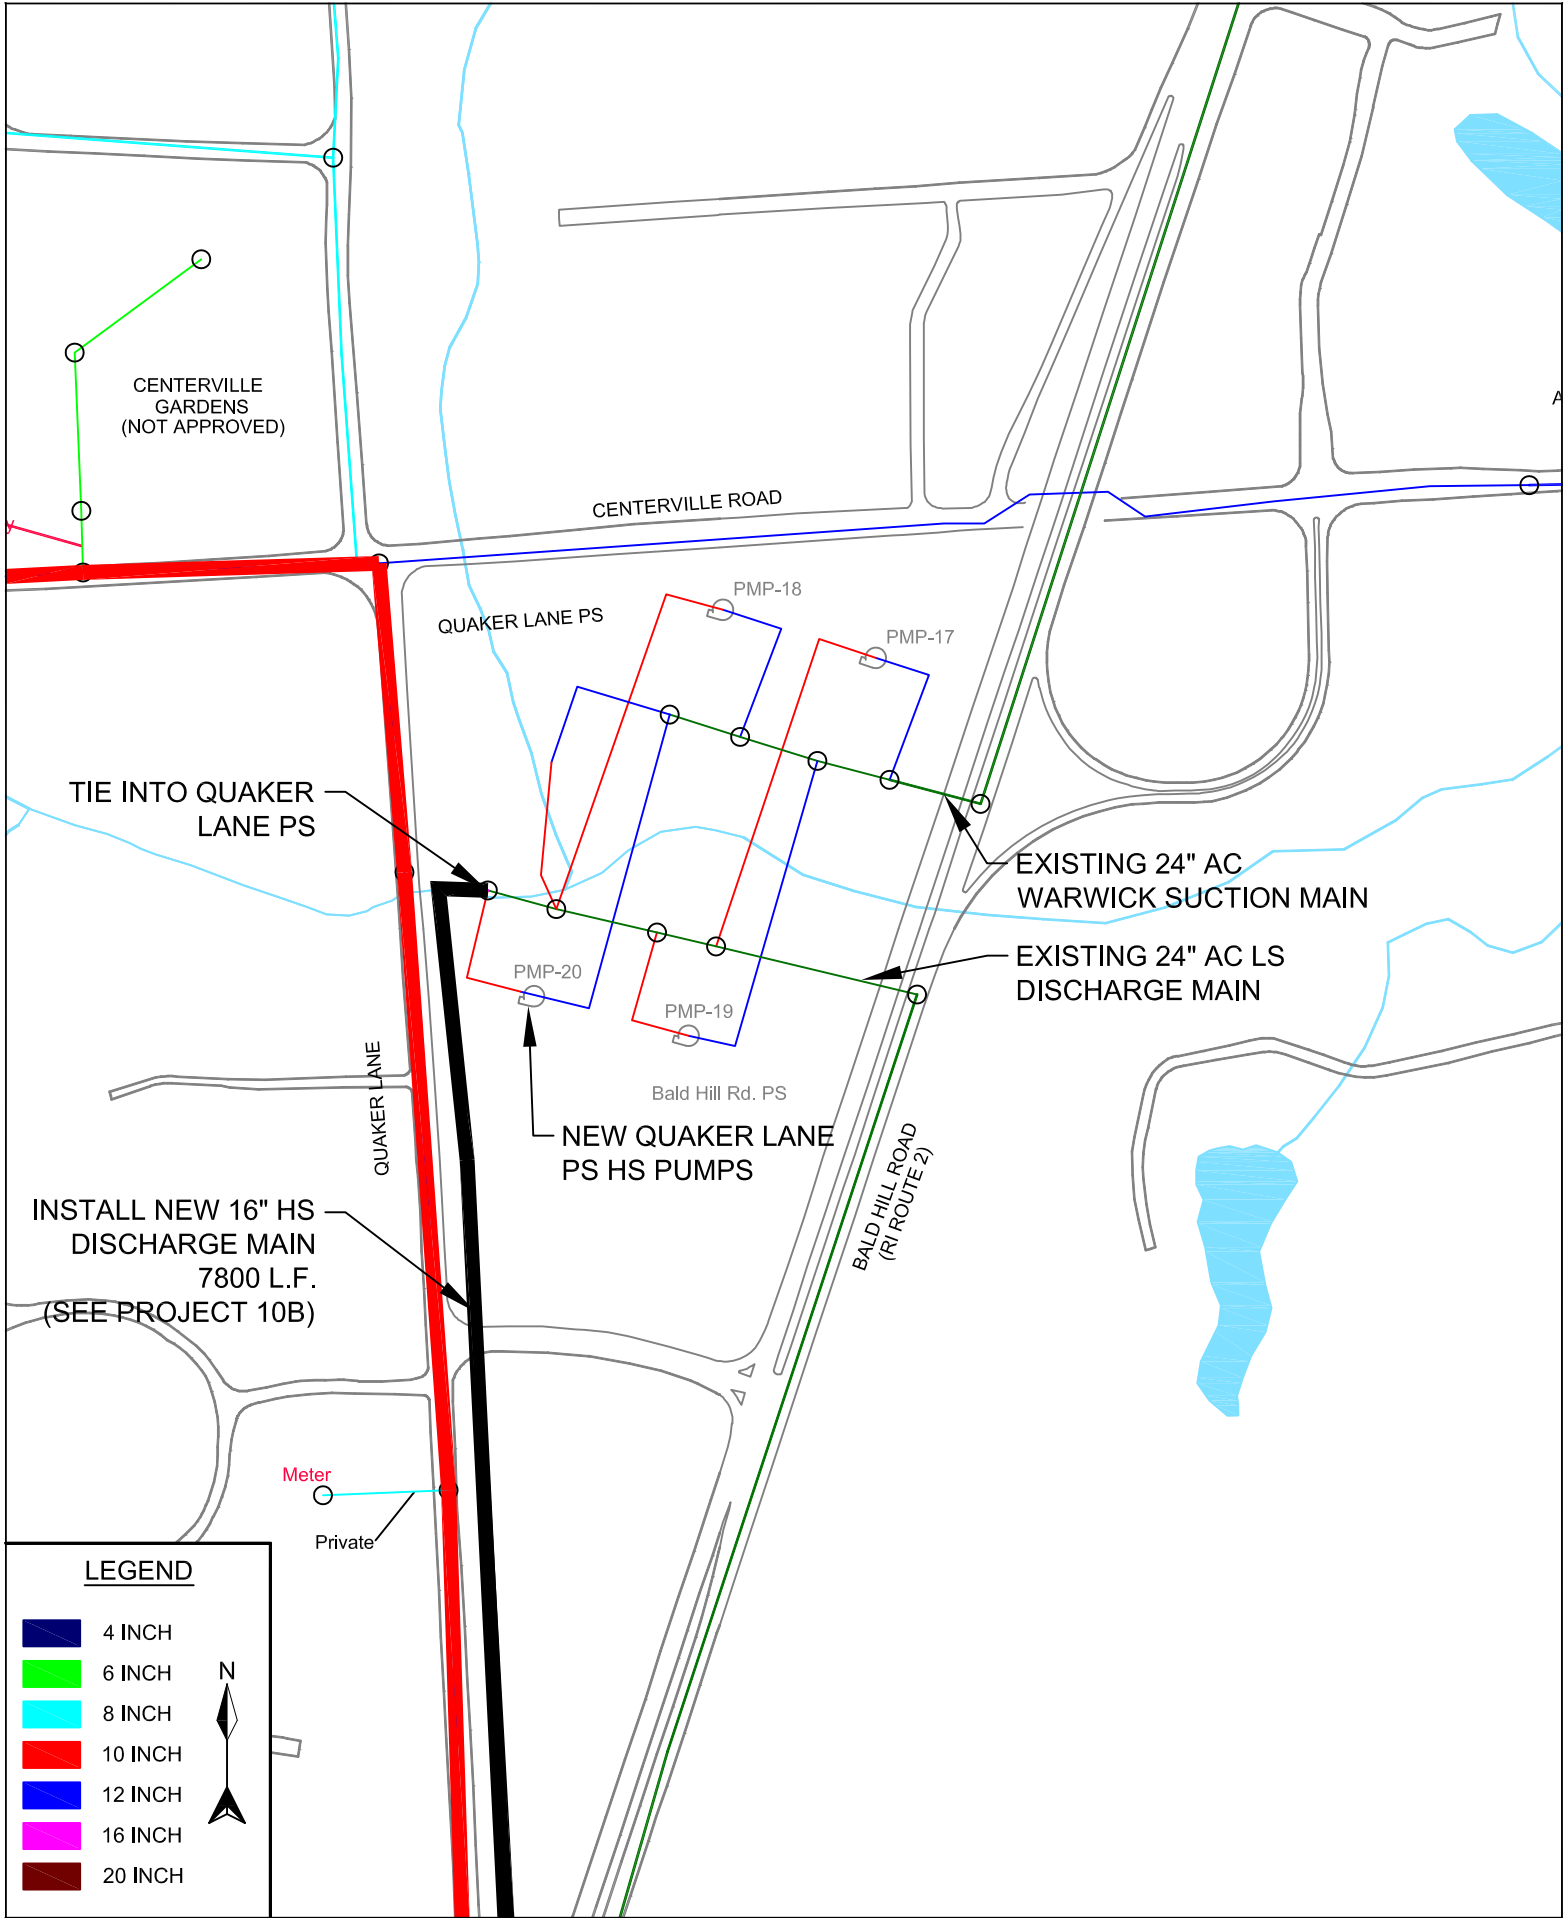 CENTERVILLE
GARDENS
(NOT APPROVED)
A
CENTERVILLE ROAD
y
QUAKER LANE PS
PMP-18
PMP-17
TIE INTO QUAKER
LANE PS
EXISTING 24" AC
WARWICK SUCTION MAIN
EXISTING 24" AC LS
DISCHARGE MAIN
PMP-20
PMP-19
Bald Hill Rd. PS
QUAKER LANE
NEW QUAKER LANE
PS HS PUMPS
BALD HILL ROAD
(RI ROUTE 2)
INSTALL NEW 16" HS
DISCHARGE MAIN
7800 L.F.
(SEE PROJECT 10B)
Meter
Private
LEGEND
4 INCH
6 INCH
8 INCH
10 INCH
12 INCH
16 INCH
20 INCH
N